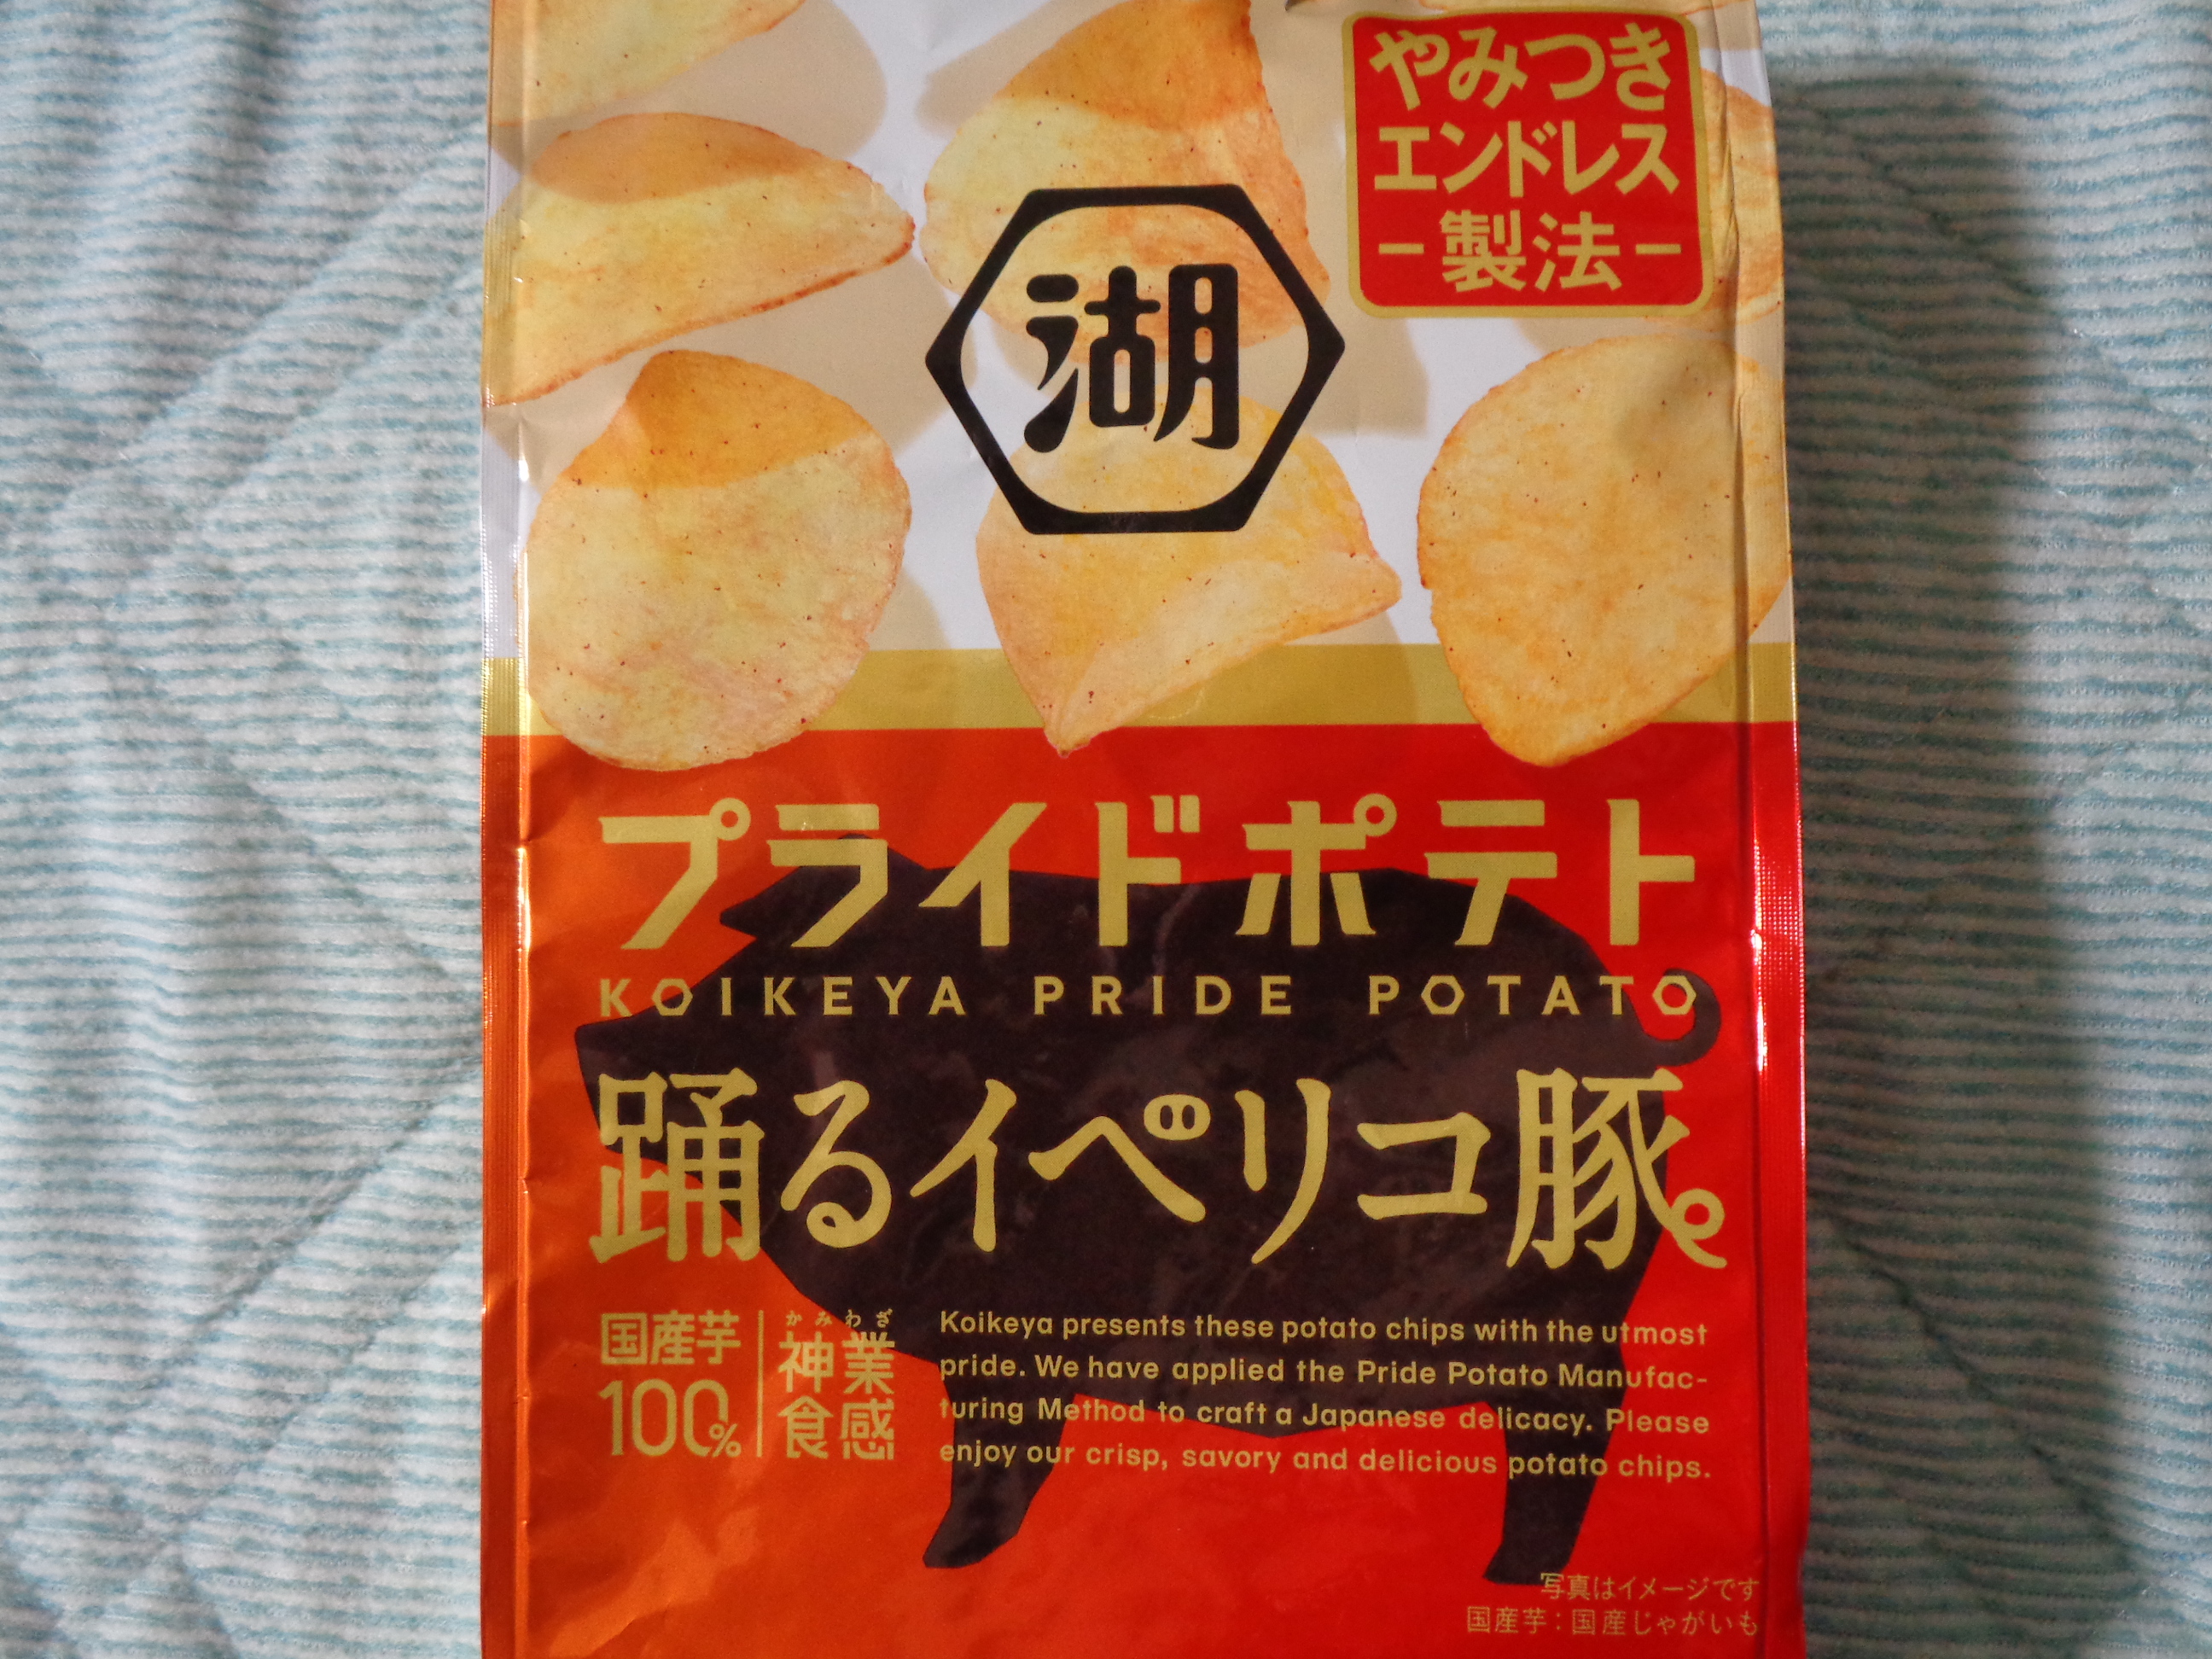 やみつき
エンドレス
-製法-
湖
プライドポテト
KOIKEYA PRIDE POTATO
踊るイベリコ豚
国産芋
100%
かみわざ
神業
食感
Koikeya presents these potato chips with the utmost
pride. We have applied the Pride Potato Manufac-
turing Method to craft a Japanese delicacy. Please
enjoy our crisp, savory and delicious potato chips.
写真はイメージです
国産芋：国産じゃがいも